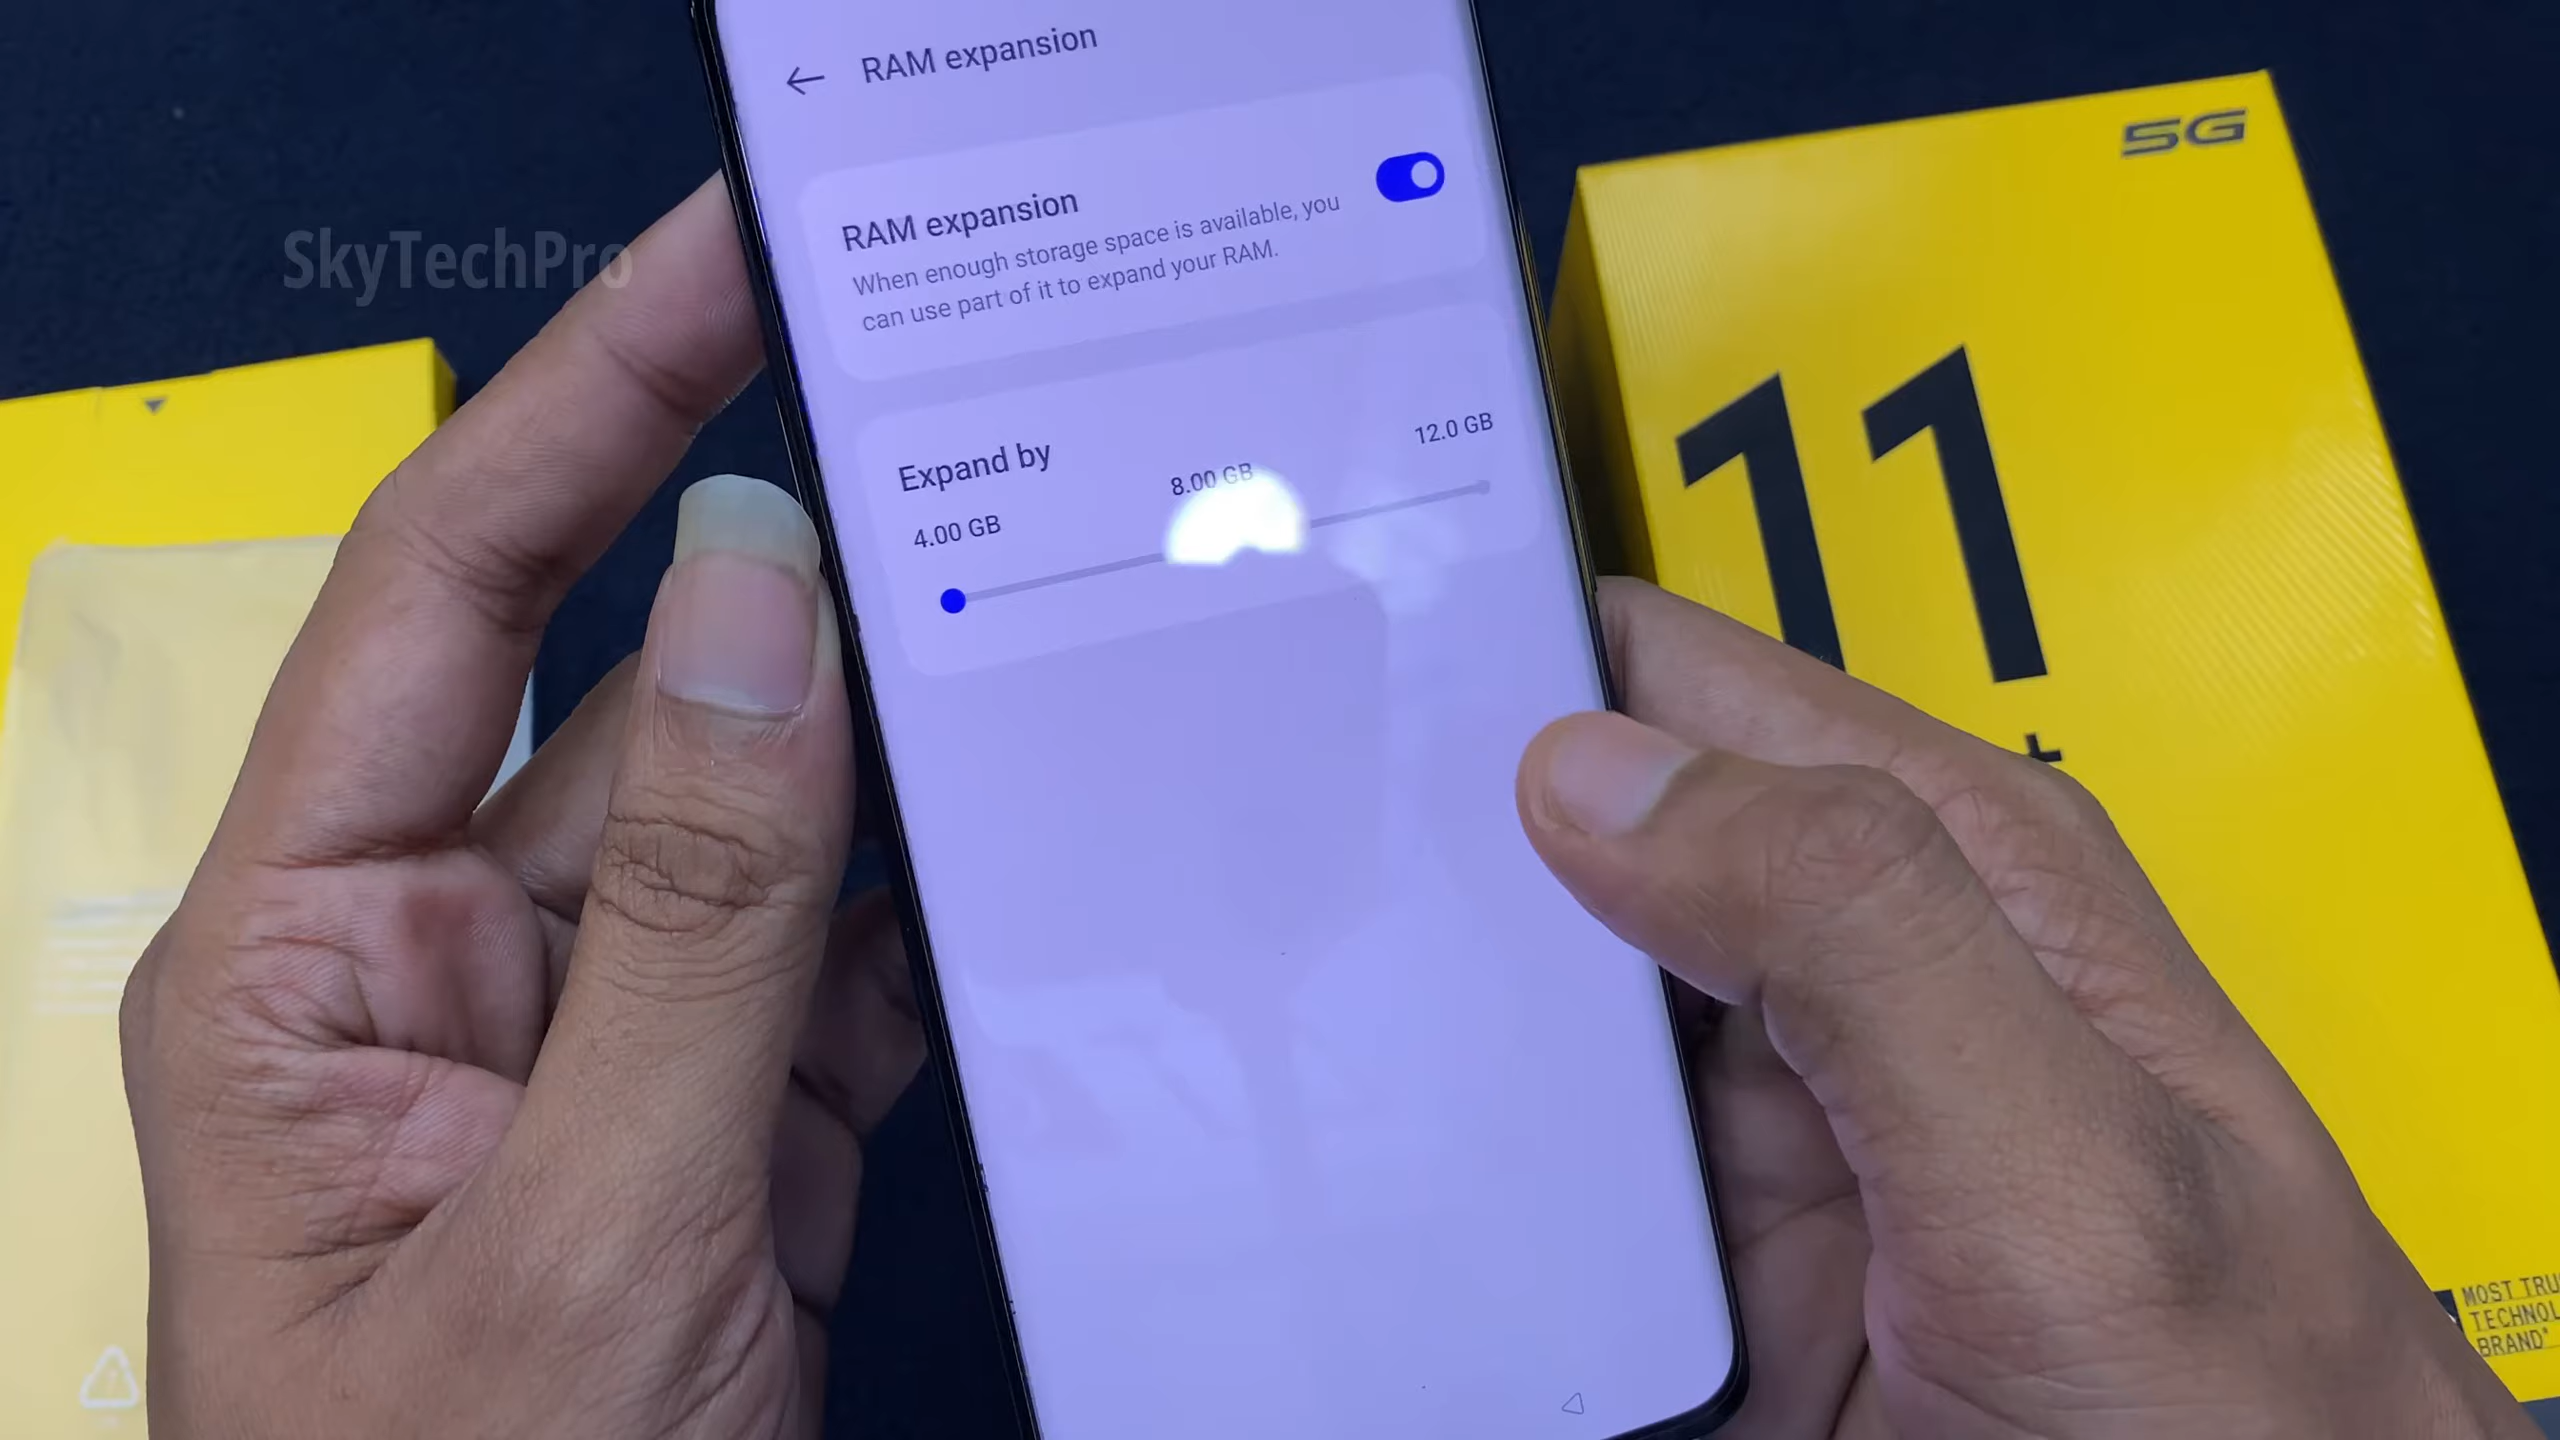 RAM expansion
RAM expansion
When enough storage space is available, you
can use part of it to expand your RAM.
Expand by
4.00 GB
8.00 GB
12.0 GB
SkyTechPro
5G
11
+
MOST TRU
TECHNOL
BRAND*